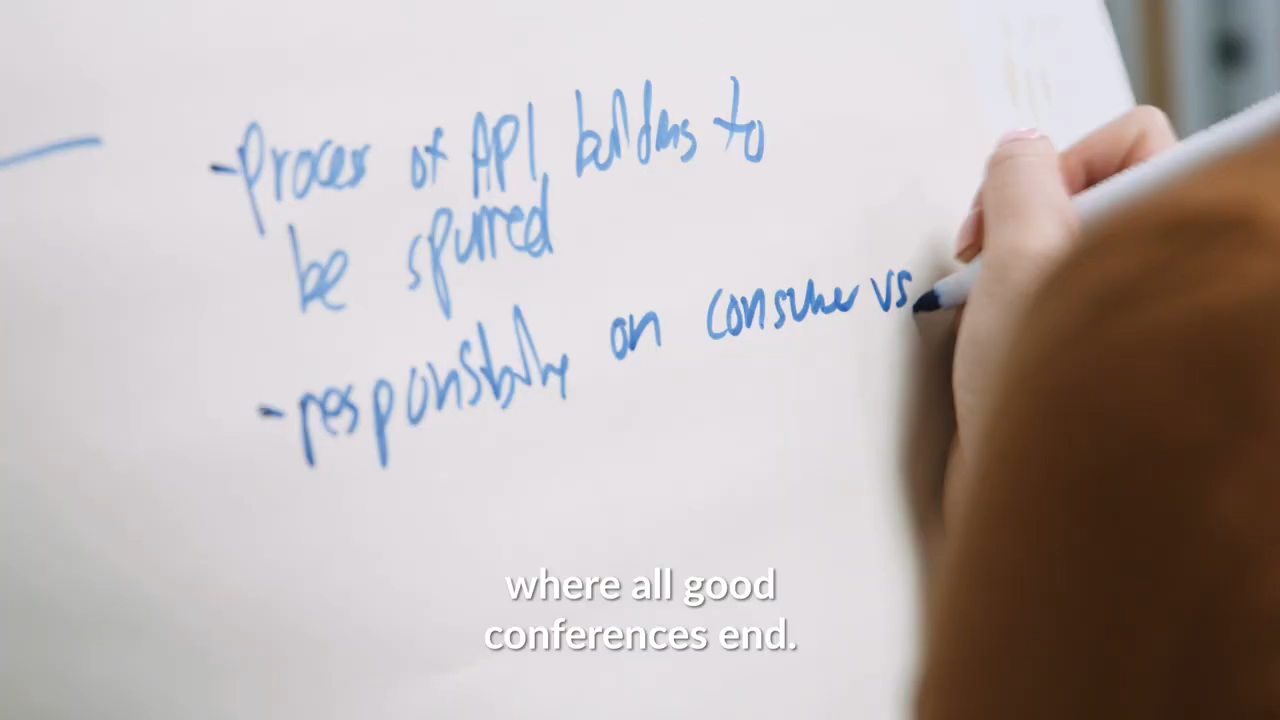 -Process of API builders to
be spurred
-responsibility on consumer vs
where all good
conferences end.